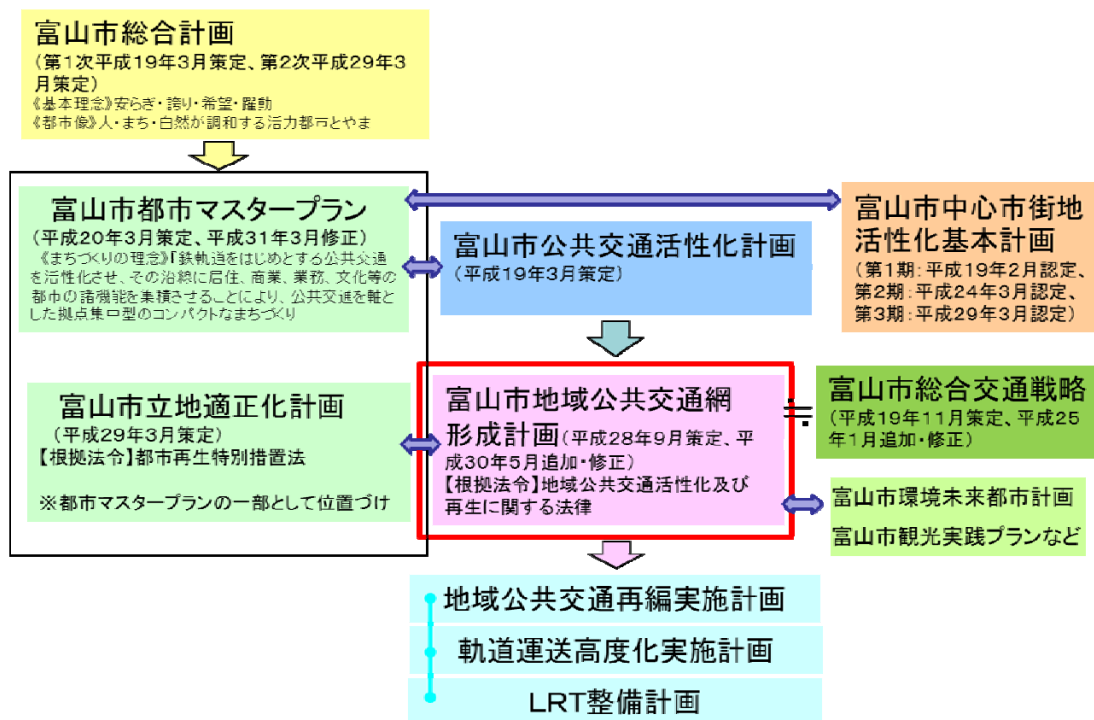 富山市総合計画
(第1次平成19年3月策定、第2次平成29年3
月策定)
《基本理念》安らぎ・誇り・希望・躍動
《都市像》人・まち・自然が調和する活力都市とやま
富山市都市マスタープラン
(平成20年3月策定、平成31年3月修正)
《まちづくりの理念》「鉄軌道をはじめとする公共交通
を活性化させ、その沿線に居住、商業、業務、文化等の
都市の諸機能を集積させることにより、公共交通を軸と
した拠点集中型のコンパクトなまちづくり
富山市公共交通活性化計画
(平成19年3月策定)
富山市中心市街地
活性化基本計画
(第1期:平成19年2月認定、
第2期:平成24年3月認定、
第3期:平成29年3月認定)
富山市立地適正化計画
(平成29年3月策定)
【根拠法令】都市再生特別措置法
※都市マスタープランの一部として位置づけ
富山市地域公共交通網
形成計画(平成28年9月策定、平
成30年5月追加・修正)
【根拠法令】地域公共交通活性化及び
再生に関する法律
≒
富山市総合交通戦略
(平成19年11月策定、平成25
年1月追加・修正)
富山市環境未来都市計画
富山市観光実践プランなど
地域公共交通再編実施計画
軌道運送高度化実施計画
LRT整備計画